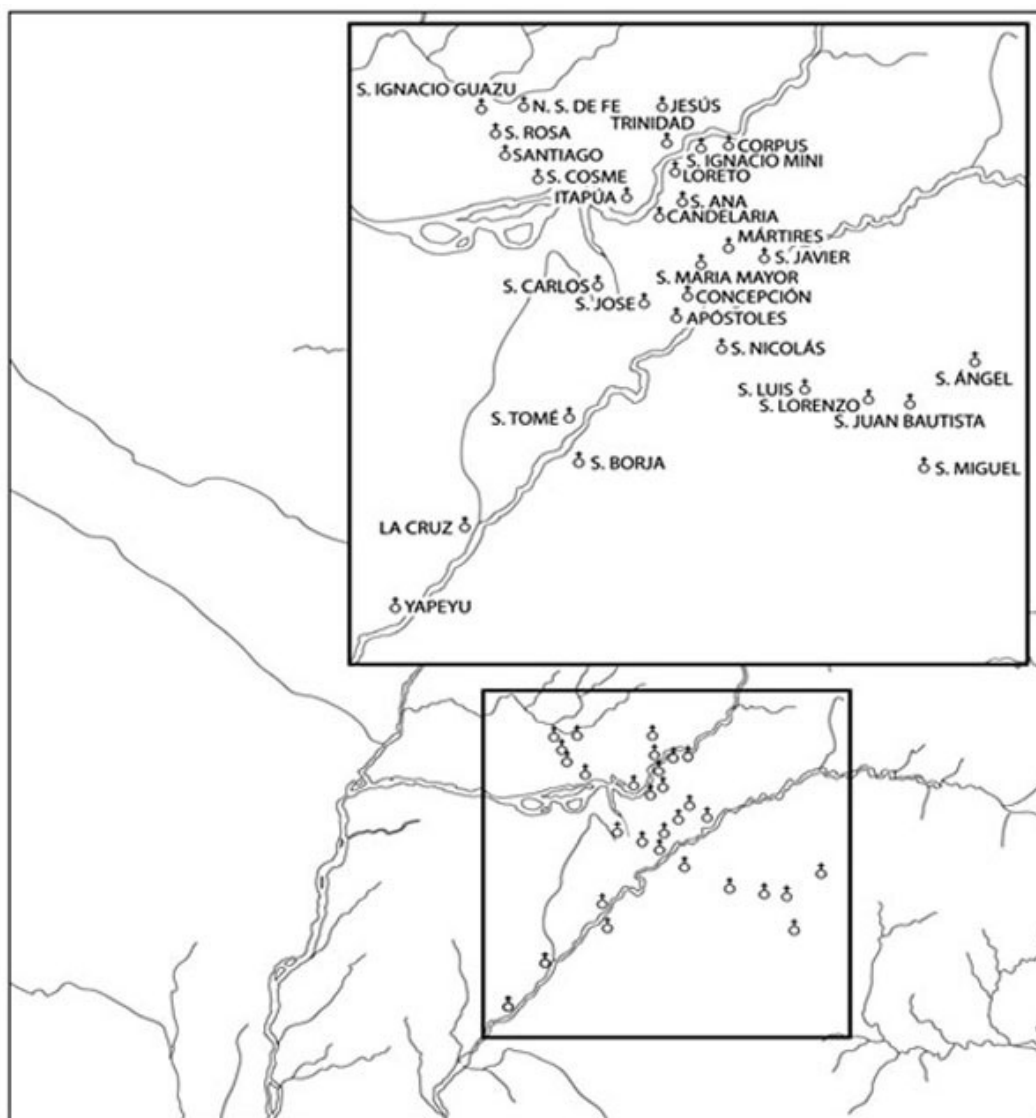 S. IGNACIO GUAZU
N. S. DE FE
JESÚS
S. ROSA
TRINIDAD
CORPUS
SANTIAGO
S. IGNACIO MINI
LORETO
S. COSME
ITAPÚA
S. ANA
CANDELARIA
MÁRTIRES
S. JAVIER
S. MARIA MAYOR
S. CARLOS
S. JOSE
CONCEPCIÓN
APÓSTOLES
S. NICOLÁS
S. ÁNGEL
S. LUIS
S. LORENZO
S. JUAN BAUTISTA
S. TOMÉ
S. BORJA
S. MIGUEL
LA CRUZ
YAPEYU